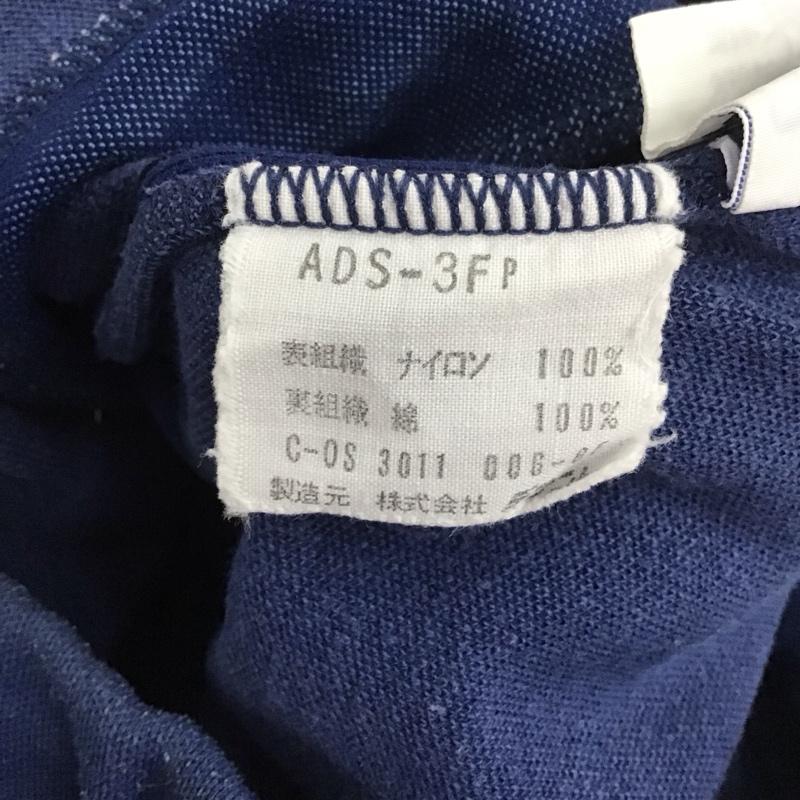 ADS-3FP
表組織 ナイロン 100%
裏組織 綿 100%
C-0S 3011
製造元 株式会社